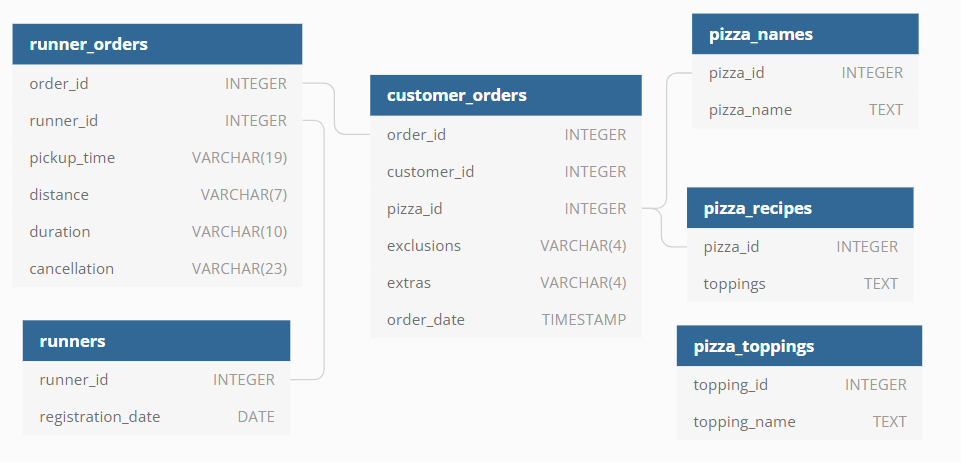 runner_orders
order_id INTEGER
runner_id INTEGER
pickup_time VARCHAR(19)
distance VARCHAR(7)
duration VARCHAR(10)
cancellation VARCHAR(23)
runners
runner_id INTEGER
registration_date DATE
customer_orders
order_id INTEGER
customer_id INTEGER
pizza_id INTEGER
exclusions VARCHAR(4)
extras VARCHAR(4)
order_date TIMESTAMP
pizza_names
pizza_id INTEGER
pizza_name TEXT
pizza_recipes
pizza_id INTEGER
toppings TEXT
pizza_toppings
topping_id INTEGER
topping_name TEXT